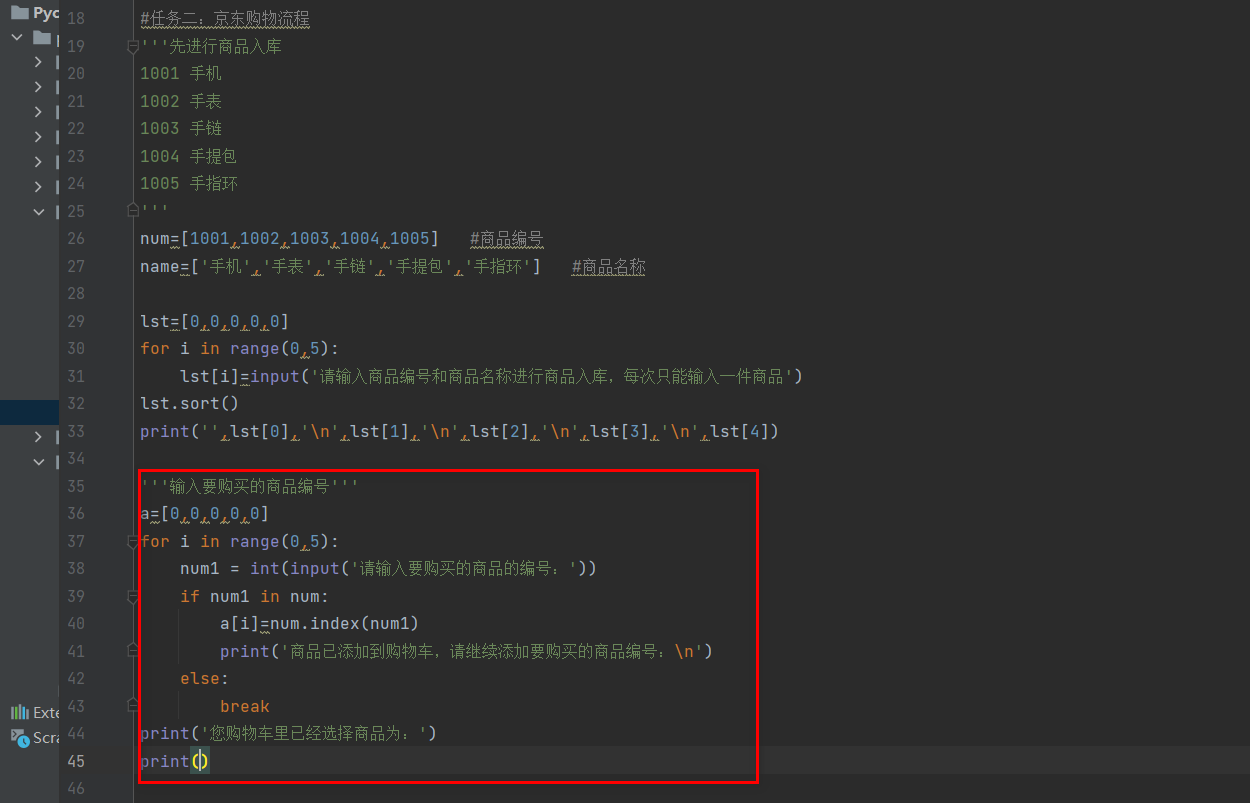 Pyc
18 #任务二：京东购物流程
19 '''先进行商品入库
20 1001 手机
21 1002 手表
22 1003 手链
23 1004 手提包
24 1005 手指环
25 '''
26 num=[1001,1002,1003,1004,1005]   #商品编号
27 name=['手机','手表','手链','手提包','手指环']   #商品名称
28
29 lst=[0,0,0,0,0]
30 for i in range(0,5):
31     lst[i]=input('请输入商品编号和商品名称进行商品入库，每次只能输入一件商品')
32 lst.sort()
33 print('',lst[0],'\n',lst[1],'\n',lst[2],'\n',lst[3],'\n',lst[4])
34
35 '''输入要购买的商品编号'''
36 a=[0,0,0,0,0]
37 for i in range(0,5):
38     num1 = int(input('请输入要购买的商品的编号：'))
39     if num1 in num:
40         a[i]=num.index(num1)
41         print('商品已添加到购物车，请继续添加要购买的商品编号：\n')
42     else:
Exte
43         break
Scra
44 print('您购物车里已经选择商品为：')
45 print()
46